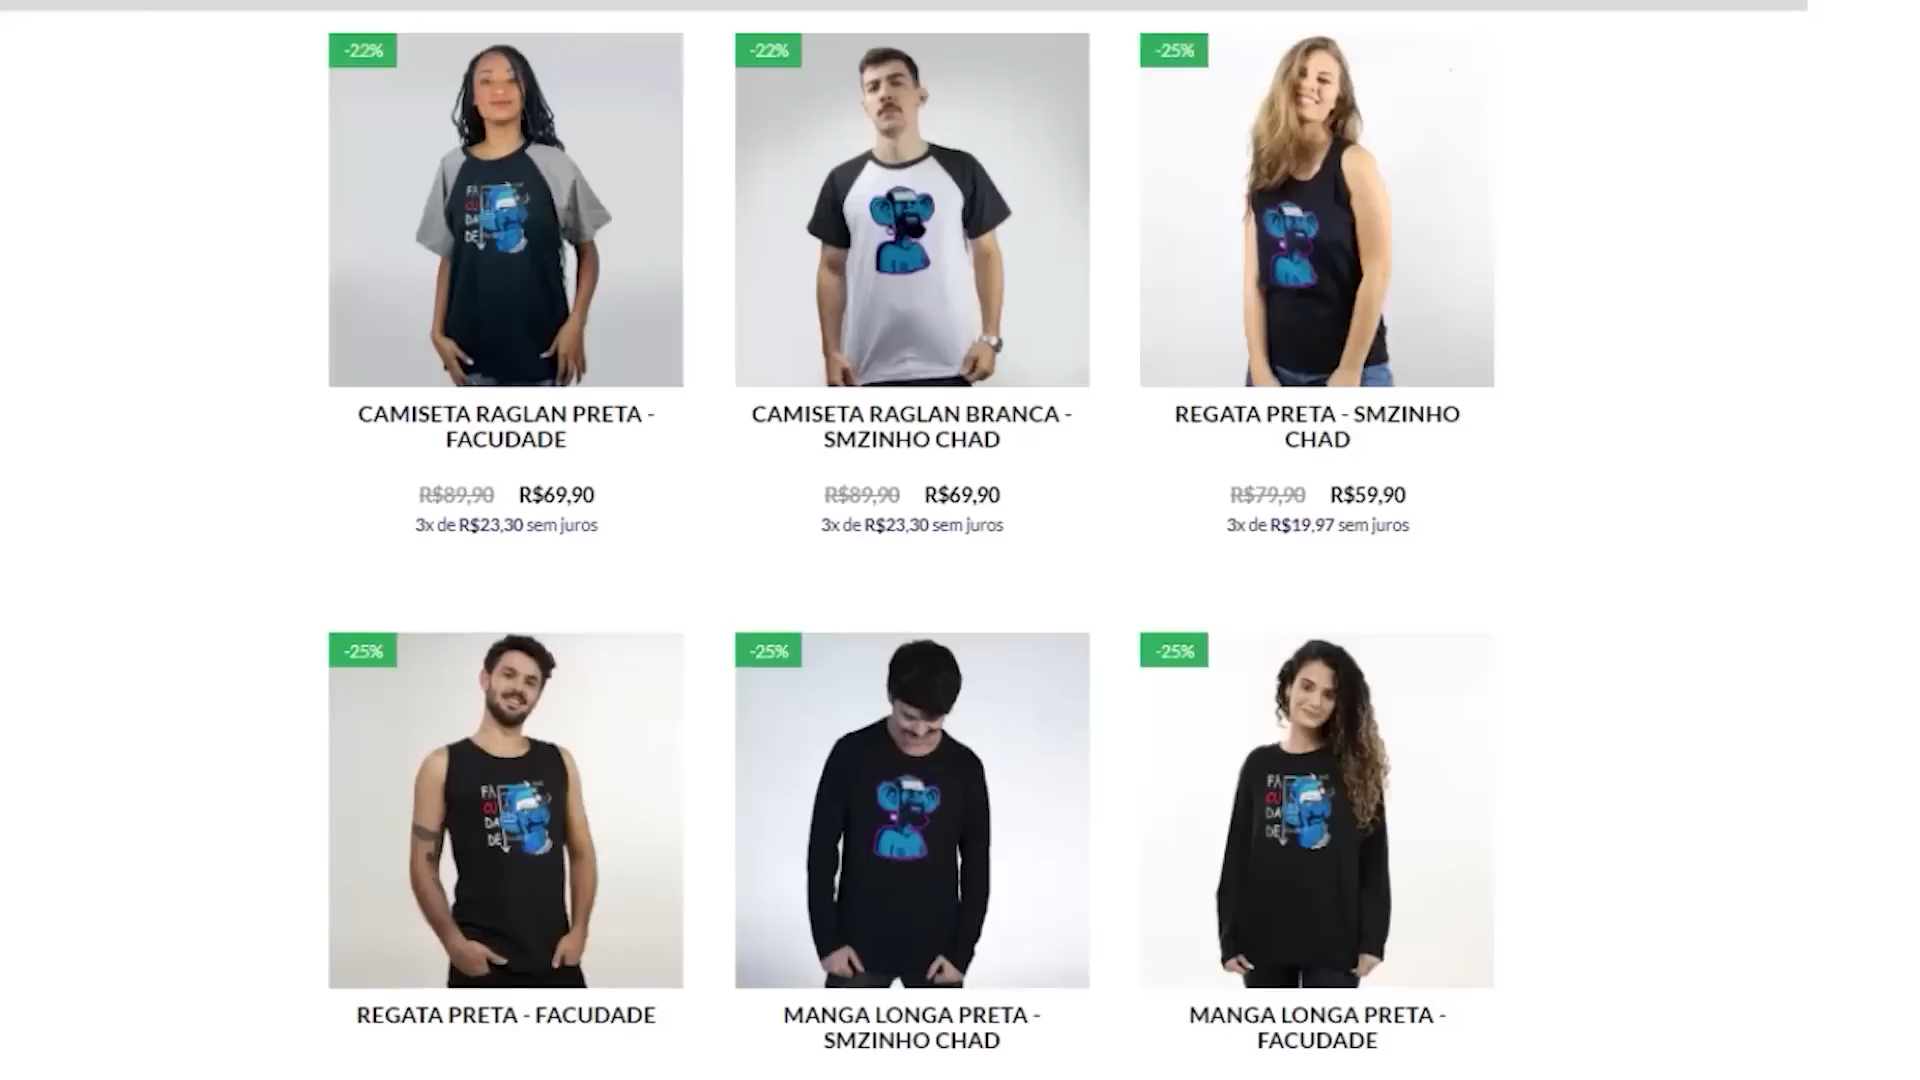 -22%
-22%
-25%
FA
CU
DA
DE
CAMISETA RAGLAN PRETA -
FACUDADE
CAMISETA RAGLAN BRANCA -
SMZINHO CHAD
REGATA PRETA - SMZINHO
CHAD
R$89,90 R$69,90
R$89,90 R$69,90
R$79,90 R$59,90
3x de R$23,30 sem juros
3x de R$23,30 sem juros
3x de R$19,97 sem juros
-25%
-25%
-25%
FA
CU
DA
DE
FA
CU
DA
DE
REGATA PRETA - FACUDADE
MANGA LONGA PRETA -
SMZINHO CHAD
MANGA LONGA PRETA -
FACUDADE